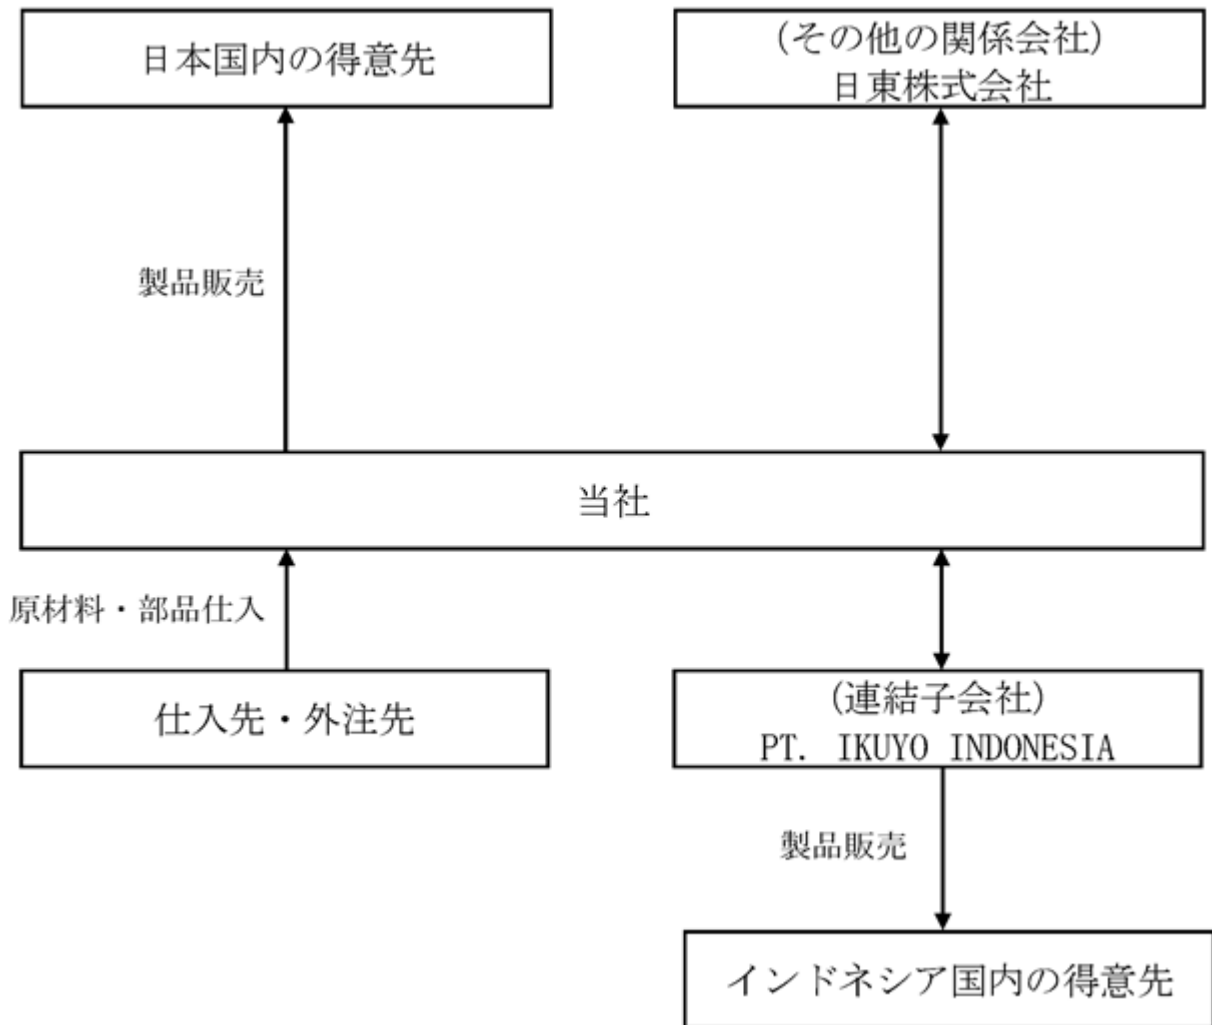 日本国内の得意先
(その他の関係会社)
日東株式会社
製品販売
当社
原材料・部品仕入
仕入先・外注先
(連結子会社)
PT. IKUYO INDONESIA
製品販売
インドネシア国内の得意先